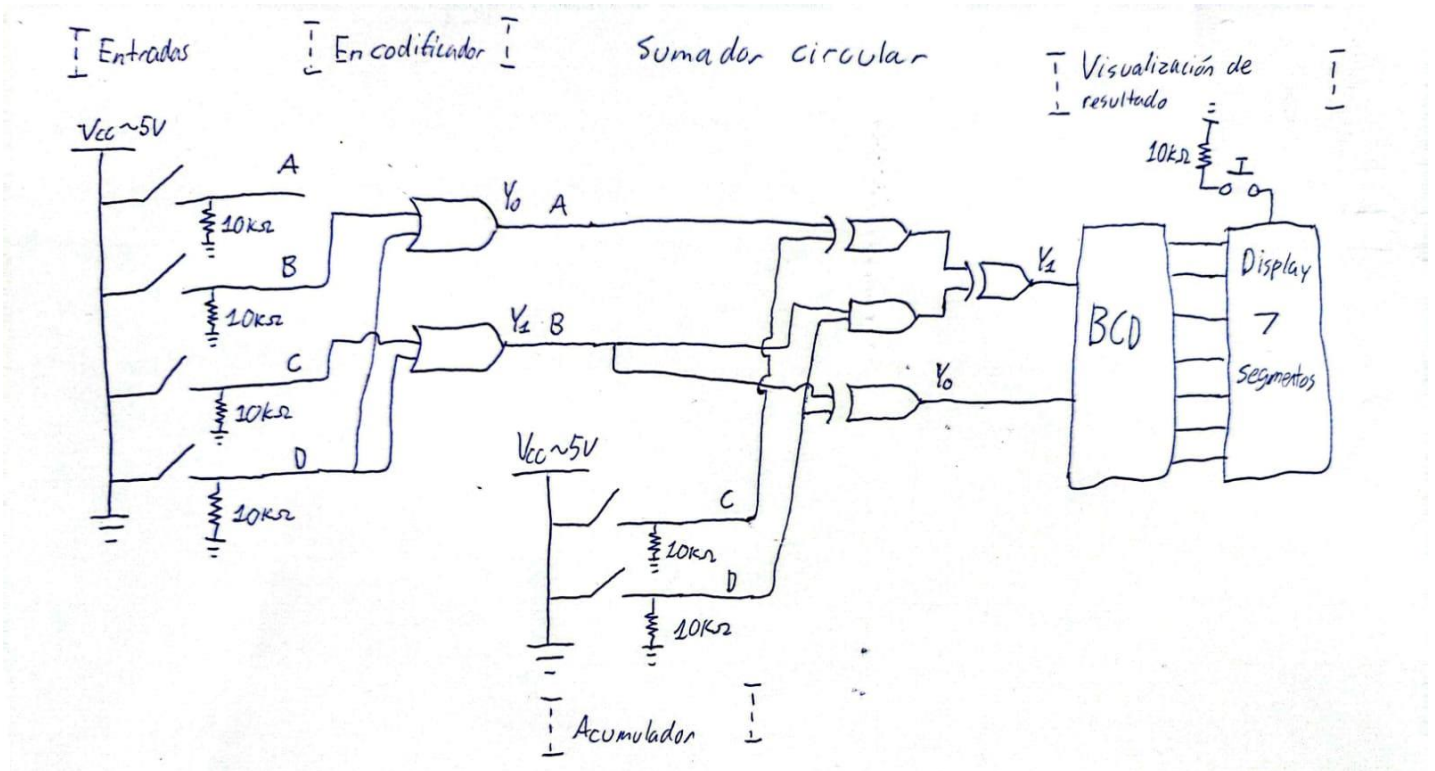 Entradas
Encodificador
Sumador circular
Visualización de
resultado
Vcc~5V
A
10kΩ
B
10kΩ
C
10kΩ
D
10kΩ
Y₀ A
Y₁ B
Vcc~5V
C
10kΩ
D
10kΩ
Acumulador
Y₁
Y₀
BCD
10kΩ
I
Display
7
segmentos